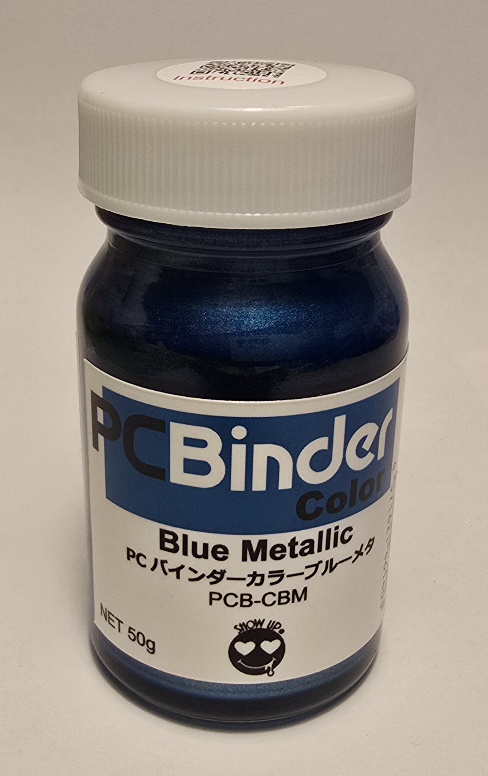 instruction
PCBinder
Color
Blue Metallic
PC バインダーカラーブルーメタ
PCB-CBM
NET 50g
SHOW UP